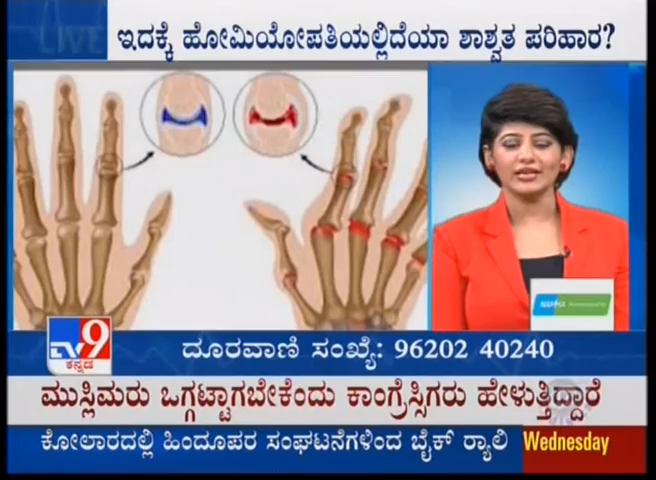 LIVE
ಇದಕ್ಕೆ ಹೋಮಿಯೋಪತಿಯಲ್ಲಿದೆಯಾ ಶಾಶ್ವತ ಪರಿಹಾರ?
TV9
ಕನ್ನಡ
ದೂರವಾಣಿ ಸಂಖ್ಯೆ: 96202 40240
ಮುಸ್ಲಿಮರು ಒಗ್ಗಟ್ಟಾಗಬೇಕೆಂದು ಕಾಂಗ್ರೆಸ್ಸಿಗರು ಹೇಳುತ್ತಿದ್ದಾರೆ
ಕೋಲಾರದಲ್ಲಿ ಹಿಂದೂಪರ ಸಂಘಟನೆಗಳಿಂದ ಬೈಕ್ ರ‍್ಯಾಲಿ Wednesday